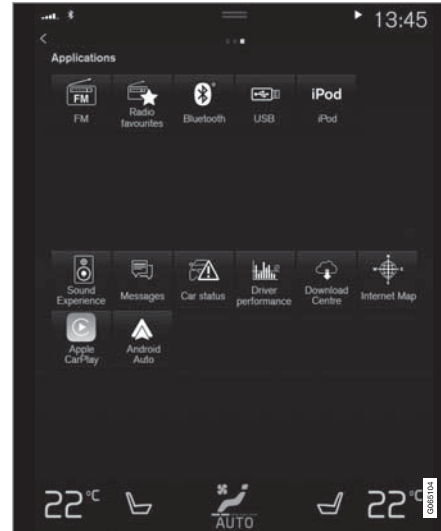 13:45
Applications
FM
iPod
FM
Radio favourites
Bluetooth
USB
iPod
Sound Experience
Messages
Car status
Driver performance
Download Centre
Internet Map
Apple CarPlay
Android Auto
22°C
AUTO
22°C
G065104